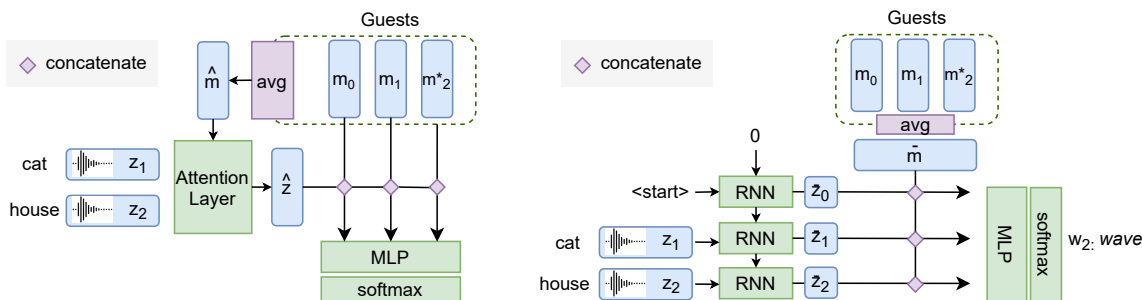 Guests
concatenate
m̂
avg
m₀
m₁
m*₂
cat
z₁
house
z₂
Attention
Layer
ẑ
MLP
softmax
Guests
concatenate
m₀
m₁
m*₂
avg
m̄
0
<start>
RNN
z̄₀
cat
z₁
RNN
z̄₁
house
z₂
RNN
z̄₂
MLP
softmax
w₂: wave